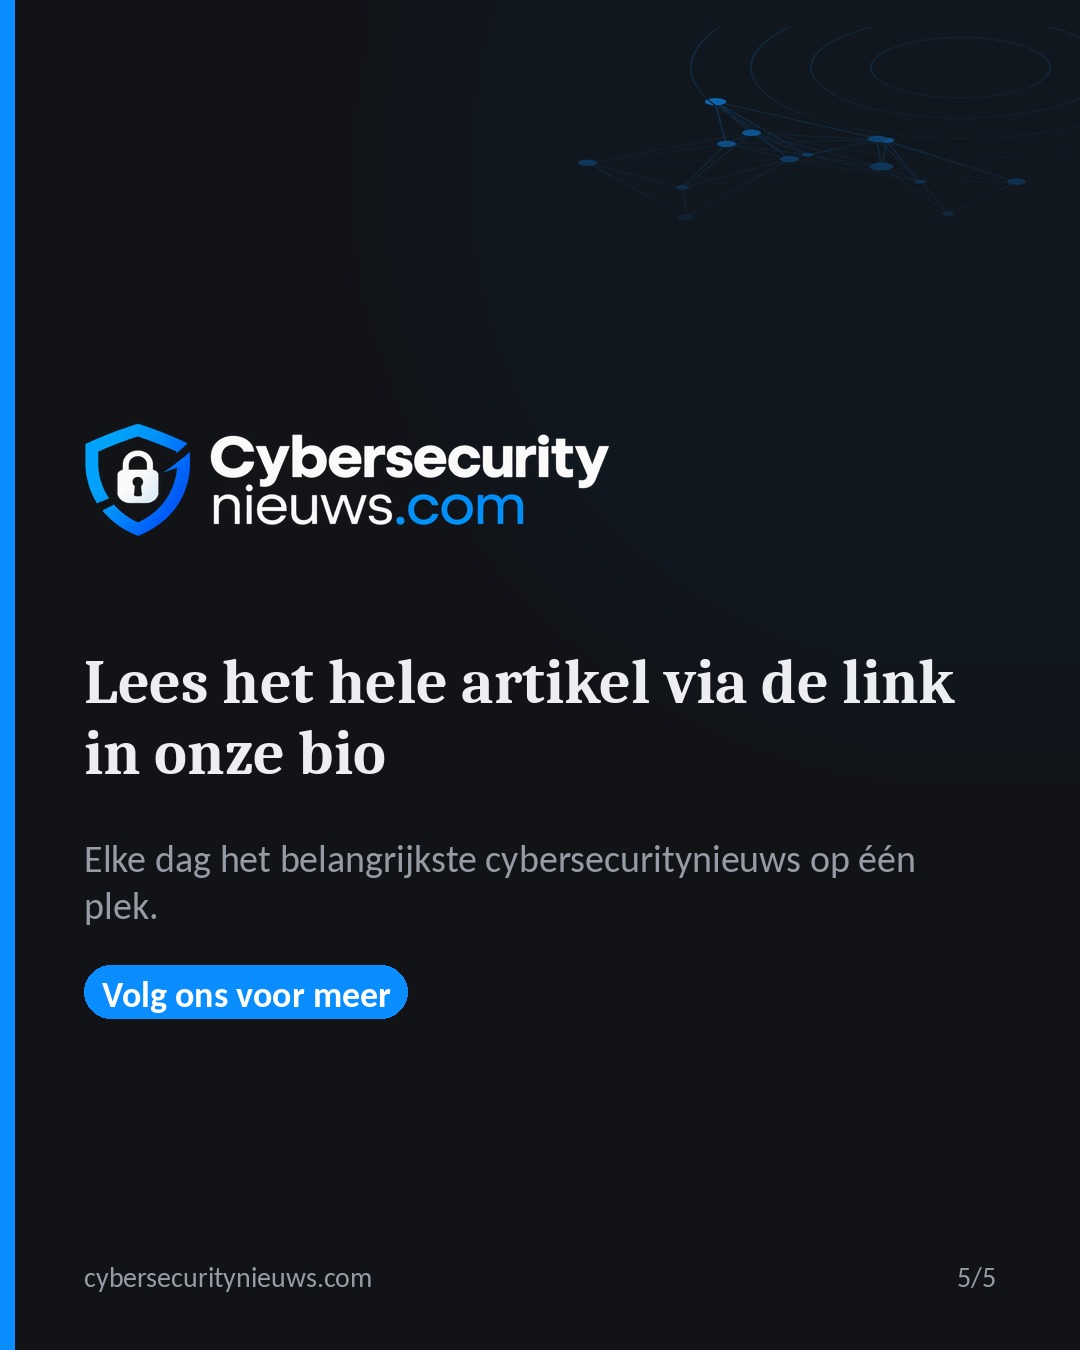 Cybersecurity
nieuws.com
Lees het hele artikel via de link
in onze bio
Elke dag het belangrijkste cybersecuritynieuws op één
plek.
Volg ons voor meer
cybersecuritynieuws.com
5/5